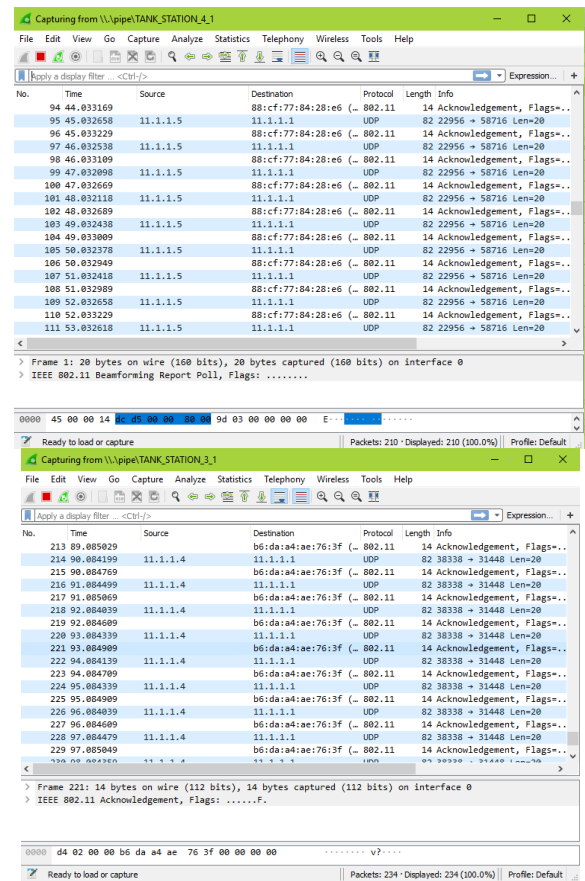 Capturing from \\.\pipe\TANK_STATION_4_1
File Edit View Go Capture Analyze Statistics Telephony Wireless Tools Help
Apply a display filter ... <Ctrl-/> Expression... +
No. Time Source Destination Protocol Length Info
94 44.033169 88:cf:77:84:28:e6 (… 802.11 14 Acknowledgement, Flags=..
95 45.032658 11.1.1.5 11.1.1.1 UDP 82 22956 → 58716 Len=20
96 45.033229 88:cf:77:84:28:e6 (… 802.11 14 Acknowledgement, Flags=..
97 46.032538 11.1.1.5 11.1.1.1 UDP 82 22956 → 58716 Len=20
98 46.033109 88:cf:77:84:28:e6 (… 802.11 14 Acknowledgement, Flags=..
99 47.032098 11.1.1.5 11.1.1.1 UDP 82 22956 → 58716 Len=20
100 47.032669 88:cf:77:84:28:e6 (… 802.11 14 Acknowledgement, Flags=..
101 48.032118 11.1.1.5 11.1.1.1 UDP 82 22956 → 58716 Len=20
102 48.032689 88:cf:77:84:28:e6 (… 802.11 14 Acknowledgement, Flags=..
103 49.032438 11.1.1.5 11.1.1.1 UDP 82 22956 → 58716 Len=20
104 49.033009 88:cf:77:84:28:e6 (… 802.11 14 Acknowledgement, Flags=..
105 50.032378 11.1.1.5 11.1.1.1 UDP 82 22956 → 58716 Len=20
106 50.032949 88:cf:77:84:28:e6 (… 802.11 14 Acknowledgement, Flags=..
107 51.032418 11.1.1.5 11.1.1.1 UDP 82 22956 → 58716 Len=20
108 51.032989 88:cf:77:84:28:e6 (… 802.11 14 Acknowledgement, Flags=..
109 52.032658 11.1.1.5 11.1.1.1 UDP 82 22956 → 58716 Len=20
110 52.033229 88:cf:77:84:28:e6 (… 802.11 14 Acknowledgement, Flags=..
111 53.032618 11.1.1.5 11.1.1.1 UDP 82 22956 → 58716 Len=20
Frame 1: 20 bytes on wire (160 bits), 20 bytes captured (160 bits) on interface 0
IEEE 802.11 Beamforming Report Poll, Flags: ........
0000 45 00 00 14 dc d5 00 00 80 00 9d 03 00 00 00 00 E······· ········
Ready to load or capture Packets: 210 · Displayed: 210 (100.0%) Profile: Default
Capturing from \\.\pipe\TANK_STATION_3_1
File Edit View Go Capture Analyze Statistics Telephony Wireless Tools Help
Apply a display filter ... <Ctrl-/> Expression... +
No. Time Source Destination Protocol Length Info
213 89.085029 b6:da:a4:ae:76:3f (… 802.11 14 Acknowledgement, Flags=..
214 90.084199 11.1.1.4 11.1.1.1 UDP 82 38338 → 31448 Len=20
215 90.084769 b6:da:a4:ae:76:3f (… 802.11 14 Acknowledgement, Flags=..
216 91.084499 11.1.1.4 11.1.1.1 UDP 82 38338 → 31448 Len=20
217 91.085069 b6:da:a4:ae:76:3f (… 802.11 14 Acknowledgement, Flags=..
218 92.084039 11.1.1.4 11.1.1.1 UDP 82 38338 → 31448 Len=20
219 92.084609 b6:da:a4:ae:76:3f (… 802.11 14 Acknowledgement, Flags=..
220 93.084339 11.1.1.4 11.1.1.1 UDP 82 38338 → 31448 Len=20
221 93.084909 b6:da:a4:ae:76:3f (… 802.11 14 Acknowledgement, Flags=..
222 94.084139 11.1.1.4 11.1.1.1 UDP 82 38338 → 31448 Len=20
223 94.084709 b6:da:a4:ae:76:3f (… 802.11 14 Acknowledgement, Flags=..
224 95.084339 11.1.1.4 11.1.1.1 UDP 82 38338 → 31448 Len=20
225 95.084909 b6:da:a4:ae:76:3f (… 802.11 14 Acknowledgement, Flags=..
226 96.084039 11.1.1.4 11.1.1.1 UDP 82 38338 → 31448 Len=20
227 96.084609 b6:da:a4:ae:76:3f (… 802.11 14 Acknowledgement, Flags=..
228 97.084479 11.1.1.4 11.1.1.1 UDP 82 38338 → 31448 Len=20
229 97.085049 b6:da:a4:ae:76:3f (… 802.11 14 Acknowledgement, Flags=..
230 98.084359 11.1.1.4 11.1.1.1 UDP 82 38338 → 31448 Len=20
Frame 221: 14 bytes on wire (112 bits), 14 bytes captured (112 bits) on interface 0
IEEE 802.11 Acknowledgement, Flags: ......F.
0000 d4 02 00 00 b6 da a4 ae 76 3f 00 00 00 00 ········ v?····
Ready to load or capture Packets: 234 · Displayed: 234 (100.0%) Profile: Default